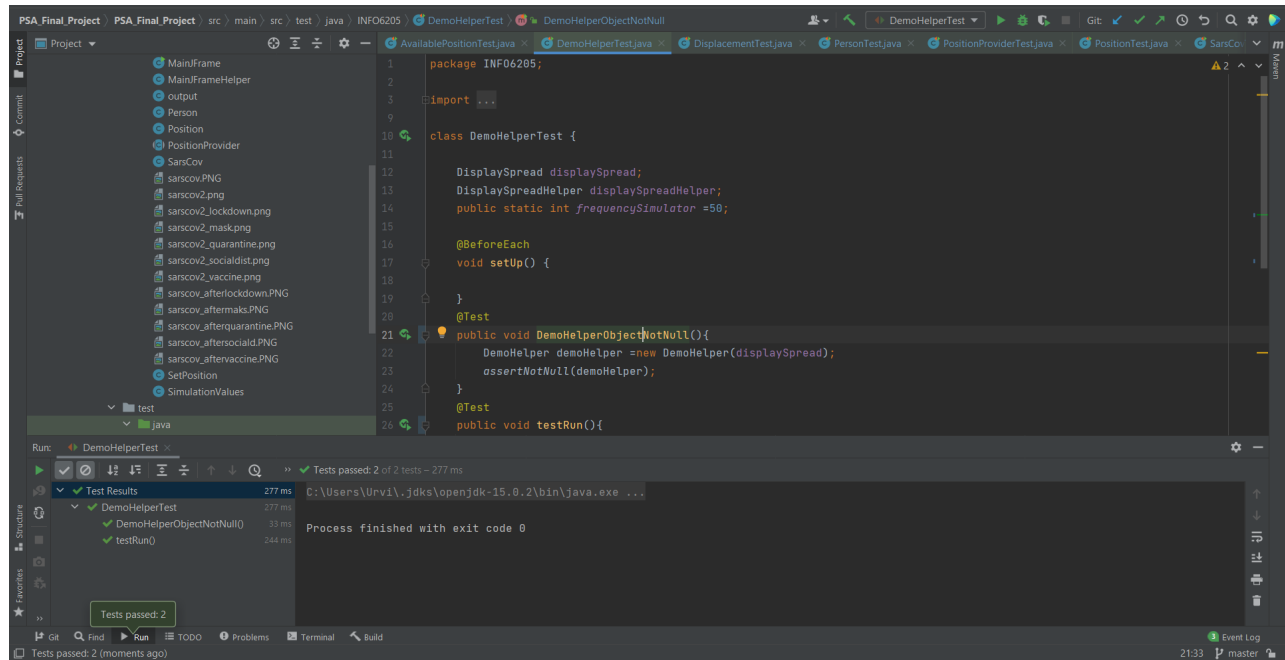 PSA_Final_Project > PSA_Final_Project > src > main > src > test > java > INFO6205 > DemoHelperTest > DemoHelperObjectNotNull
DemoHelperTest
Git:
Project
AvailablePositionTest.java
DemoHelperTest.java
DisplacementTest.java
PersonTest.java
PositionProviderTest.java
PositionTest.java
SarsCov
Project
Commit
Pull Requests
Structure
Favorites
Maven
MainJFrame
MainJFrameHelper
output
Person
Position
PositionProvider
SarsCov
sarscov.PNG
sarscov2.png
sarscov2_lockdown.png
sarscov2_mask.png
sarscov2_quarantine.png
sarscov2_socialdist.png
sarscov2_vaccine.png
sarscov_afterlockdown.PNG
sarscov_aftermaks.PNG
sarscov_afterquarantine.PNG
sarscov_aftersociald.PNG
sarscov_aftervaccine.PNG
SetPosition
SimulationValues
test
java
2
1 package INFO6205;
2
3 import ...
9
10 class DemoHelperTest {
11
12 DisplaySpread displaySpread;
13 DisplaySpreadHelper displaySpreadHelper;
14 public static int frequencySimulator =50;
15
16 @BeforeEach
17 void setUp() {
18
19 }
20 @Test
21 public void DemoHelperObjectNotNull(){
22 DemoHelper demoHelper =new DemoHelper(displaySpread);
23 assertNotNull(demoHelper);
24 }
25 @Test
26 public void testRun(){
Run: DemoHelperTest
Tests passed: 2 of 2 tests – 277 ms
Test Results 277 ms
DemoHelperTest 277 ms
DemoHelperObjectNotNull() 33 ms
testRun() 244 ms
C:\Users\Urvi\.jdks\openjdk-15.0.2\bin\java.exe ...
Process finished with exit code 0
Tests passed: 2
Git Find Run TODO Problems Terminal Build
3 Event Log
Tests passed: 2 (moments ago)
21:33 master